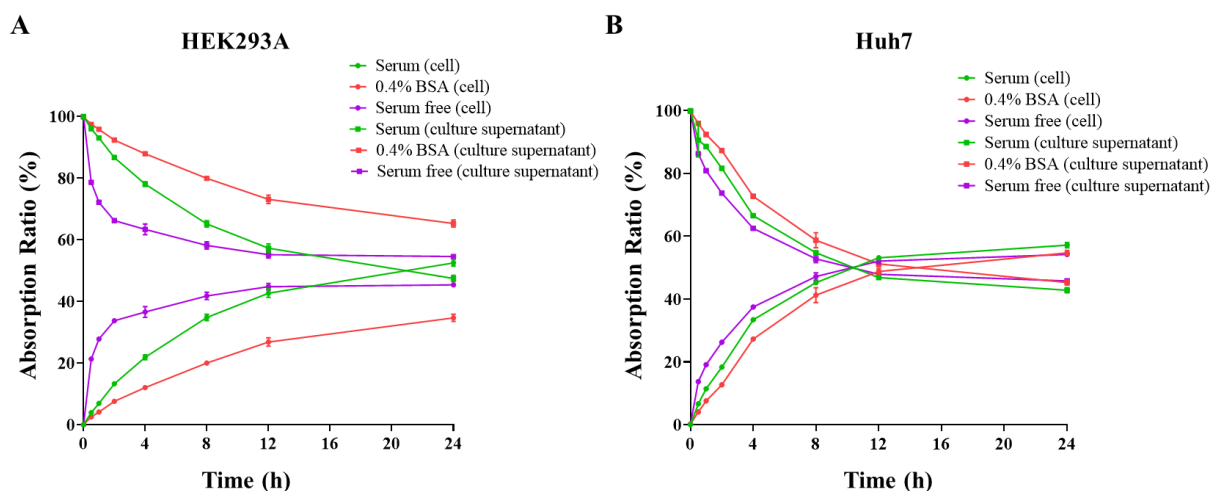 A
HEK293A
Serum (cell)
0.4% BSA (cell)
Serum free (cell)
Serum (culture supernatant)
0.4% BSA (culture supernatant)
Serum free (culture supernatant)
Absorption Ratio (%)
100
80
60
40
20
0
0 4 8 12 16 20 24
Time (h)
B
Huh7
Serum (cell)
0.4% BSA (cell)
Serum free (cell)
Serum (culture supernatant)
0.4% BSA (culture supernatant)
Serum free (culture supernatant)
Absorption Ratio (%)
100
80
60
40
20
0
0 4 8 12 16 20 24
Time (h)